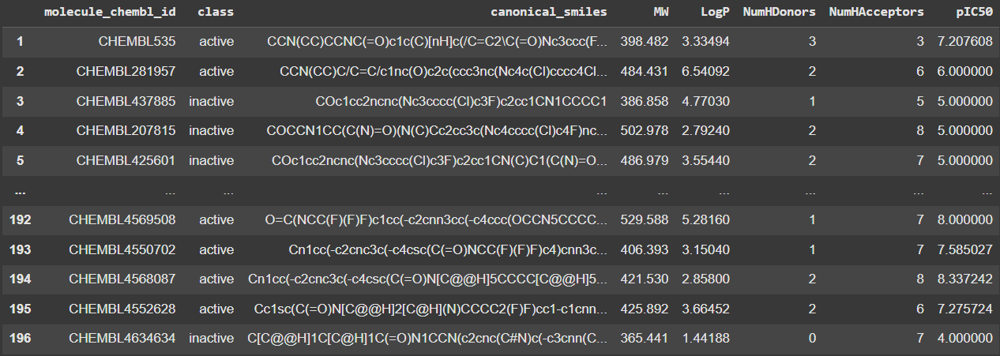 molecule_chembl_id class canonical_smiles MW LogP NumHDonors NumHAcceptors pIC50
1 CHEMBL535 active CCN(CC)CCNC(=O)c1c(C)[nH]c(/C=C2\C(=O)Nc3ccc(F... 398.482 3.33494 3 3 7.207608
2 CHEMBL281957 active CCN(CC)C/C=C/c1nc(O)c2c(ccc3nc(Nc4c(Cl)cccc4Cl... 484.431 6.54092 2 6 6.000000
3 CHEMBL437885 inactive COc1cc2ncnc(Nc3cccc(Cl)c3F)c2cc1CN1CCCC1 386.858 4.77030 1 5 5.000000
4 CHEMBL207815 inactive COCCN1CC(C(N)=O)(N(C)Cc2cc3c(Nc4cccc(Cl)c4F)nc... 502.978 2.79240 2 8 5.000000
5 CHEMBL425601 inactive COc1cc2ncnc(Nc3cccc(Cl)c3F)c2cc1CN(C)C1(C(N)=O... 486.979 3.55440 2 7 5.000000
... ... ... ... ... ... ... ... ...
192 CHEMBL4569508 active O=C(NCC(F)(F)F)c1cc(-c2cnn3cc(-c4ccc(OCCN5CCCC... 529.588 5.28160 1 7 8.000000
193 CHEMBL4550702 active Cn1cc(-c2cnc3c(-c4csc(C(=O)NCC(F)(F)F)c4)cnn3c... 406.393 3.15040 1 7 7.585027
194 CHEMBL4568087 active Cn1cc(-c2cnc3c(-c4csc(C(=O)N[C@@H]5CCCC[C@@H]5... 421.530 2.85800 2 8 8.337242
195 CHEMBL4552628 active Cc1sc(C(=O)N[C@@H]2[C@H](N)CCCC2(F)F)cc1-c1cnn... 425.892 3.66452 2 6 7.275724
196 CHEMBL4634634 inactive C[C@@H]1C[C@H]1C(=O)N1CCN(c2cnc(C#N)c(-c3cnn(C... 365.441 1.44188 0 7 4.000000